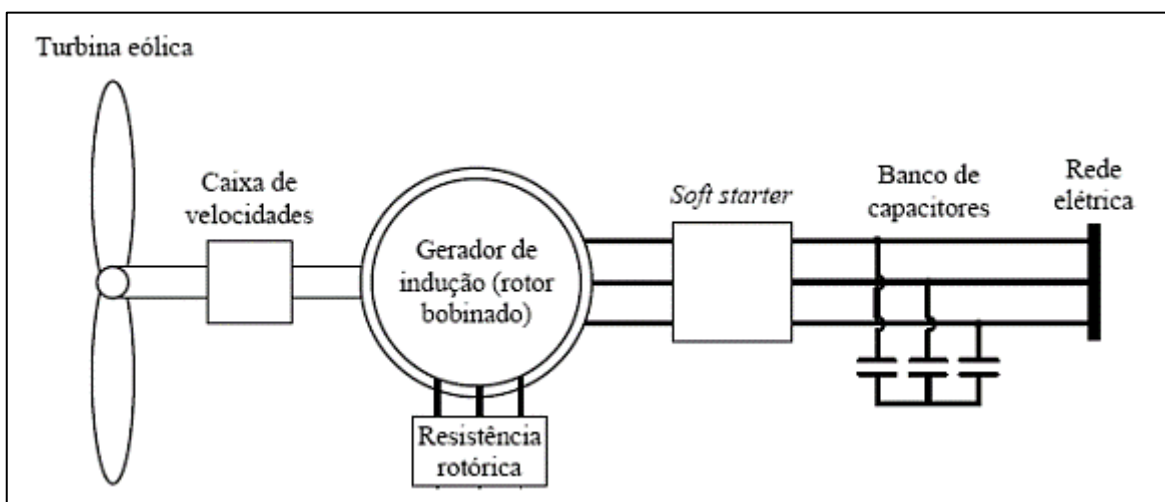 Turbina eólica
Caixa de
velocidades
Gerador de
indução (rotor
bobinado)
Resistência
rotórica
Soft starter
Banco de
capacitores
Rede
elétrica